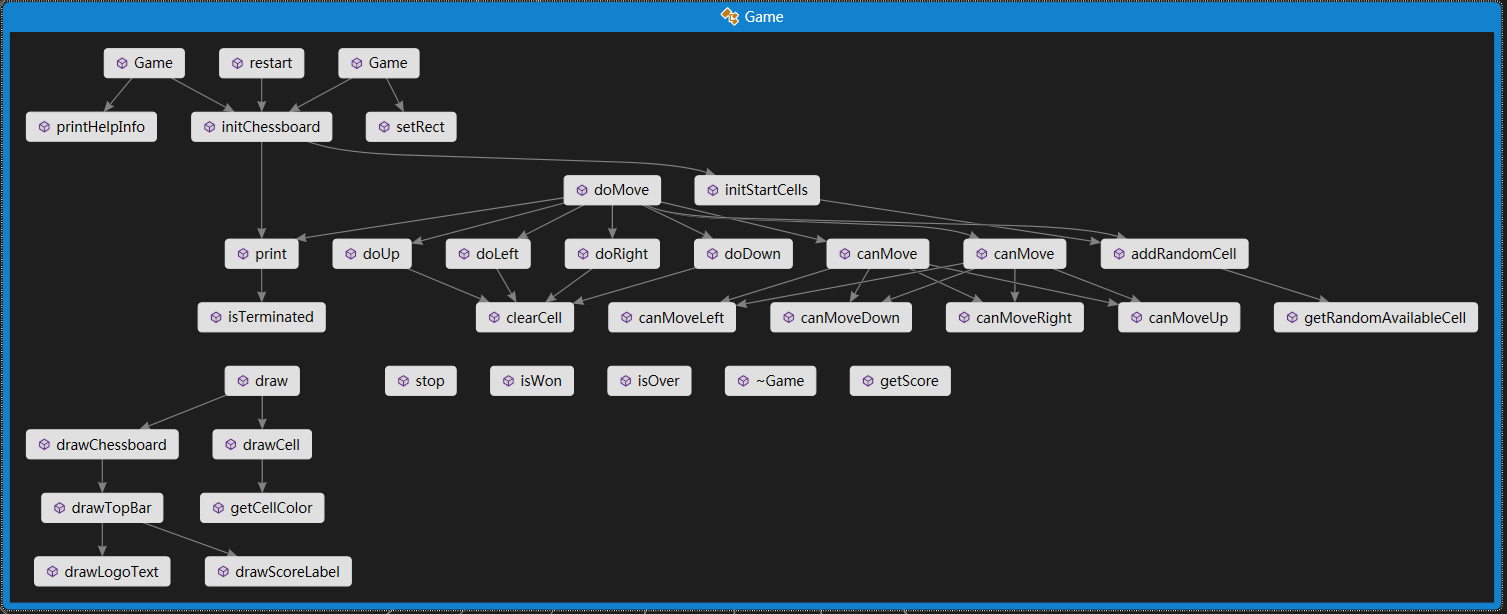 Game
Game restart Game
printHelpInfo initChessboard setRect
doMove initStartCells
print doUp doLeft doRight doDown canMove canMove addRandomCell
isTerminated clearCell canMoveLeft canMoveDown canMoveRight canMoveUp getRandomAvailableCell
draw stop isWon isOver ~Game getScore
drawChessboard drawCell
drawTopBar getCellColor
drawLogoText drawScoreLabel